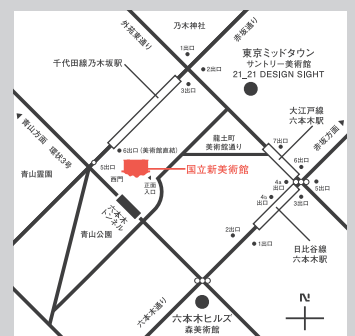 乃木神社
外苑東通り
赤坂通り
1出口
千代田線乃木坂駅
2出口
東京ミッドタウン
サントリー美術館
21_21 DESIGN SIGHT
3出口
青山方面
環状3号
大江戸線
六本木駅
赤坂方面
龍土町
美術館通り
6出口(美術館直結)
7出口
5出口
青山霊園
西門
正面
入口
国立新美術館
6出口
4a
出口
5出口
4b
出口
3出口
六本木
トンネル
青山公園
2出口
1出口
日比谷線
六本木駅
六本木通り
六本木ヒルズ
森美術館
N